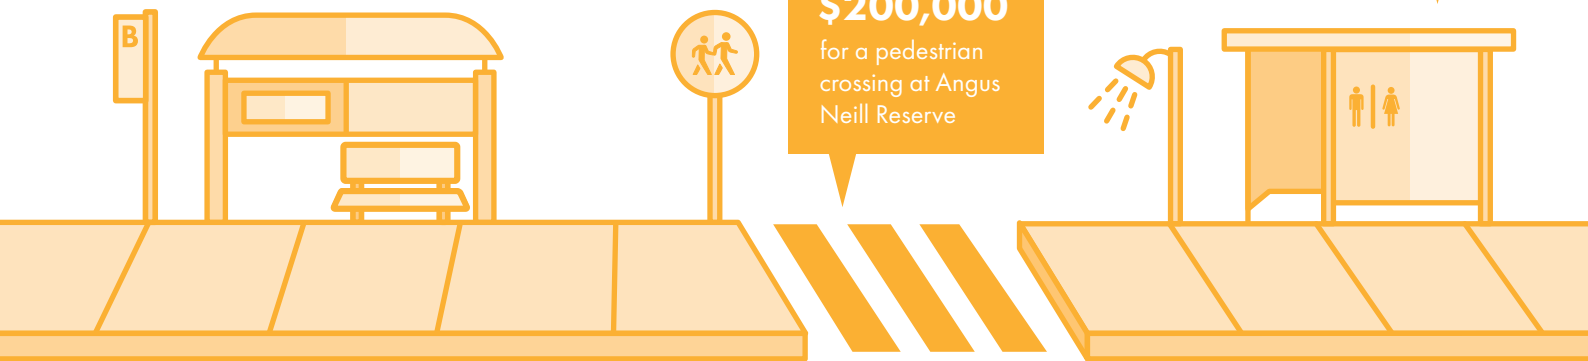 B
$200,000
for a pedestrian
crossing at Angus
Neill Reserve